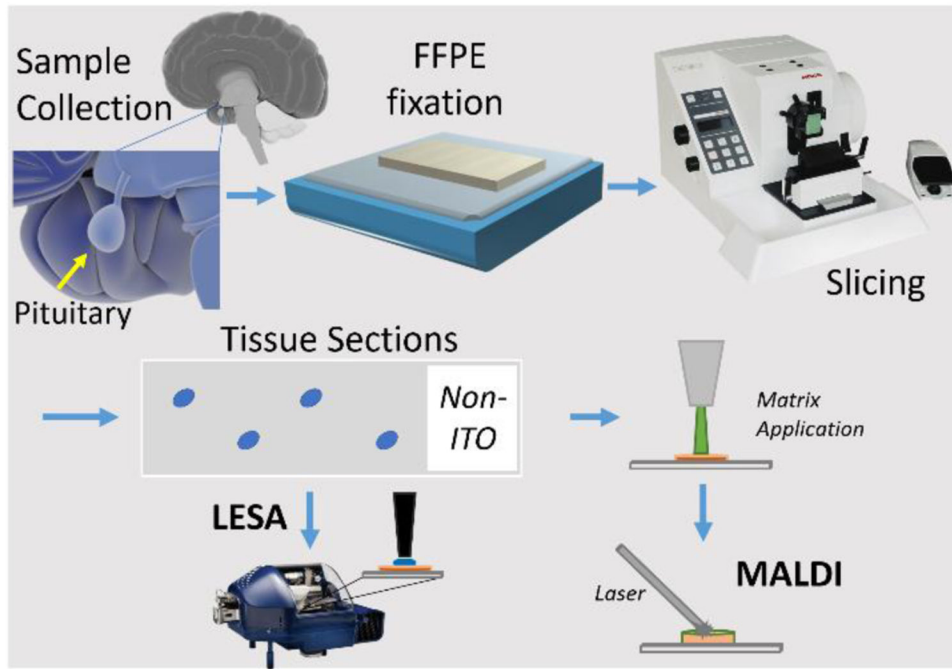 Sample
Collection
FFPE
fixation
Pituitary
Slicing
Tissue Sections
Non-
ITO
Matrix
Application
LESA
MALDI
Laser